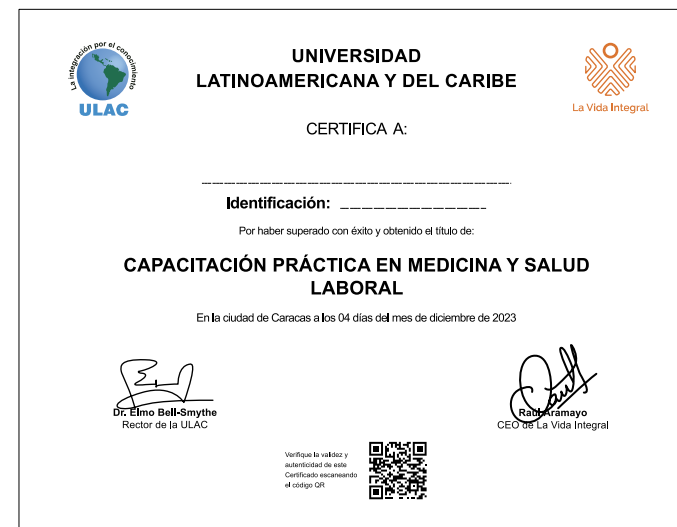 La integración por el conocimiento
ULAC
UNIVERSIDAD
LATINOAMERICANA Y DEL CARIBE
La Vida Integral
CERTIFICA A:
Identificación:
Por haber superado con éxito y obtenido el título de:
CAPACITACIÓN PRÁCTICA EN MEDICINA Y SALUD
LABORAL
En la ciudad de Caracas a los 04 días del mes de diciembre de 2023
Dr. Elmo Bell-Smythe
Rector de la ULAC
Raúl Aramayo
CEO de La Vida Integral
Verifique la validez y
autenticidad de este
Certificado escaneando
el código QR